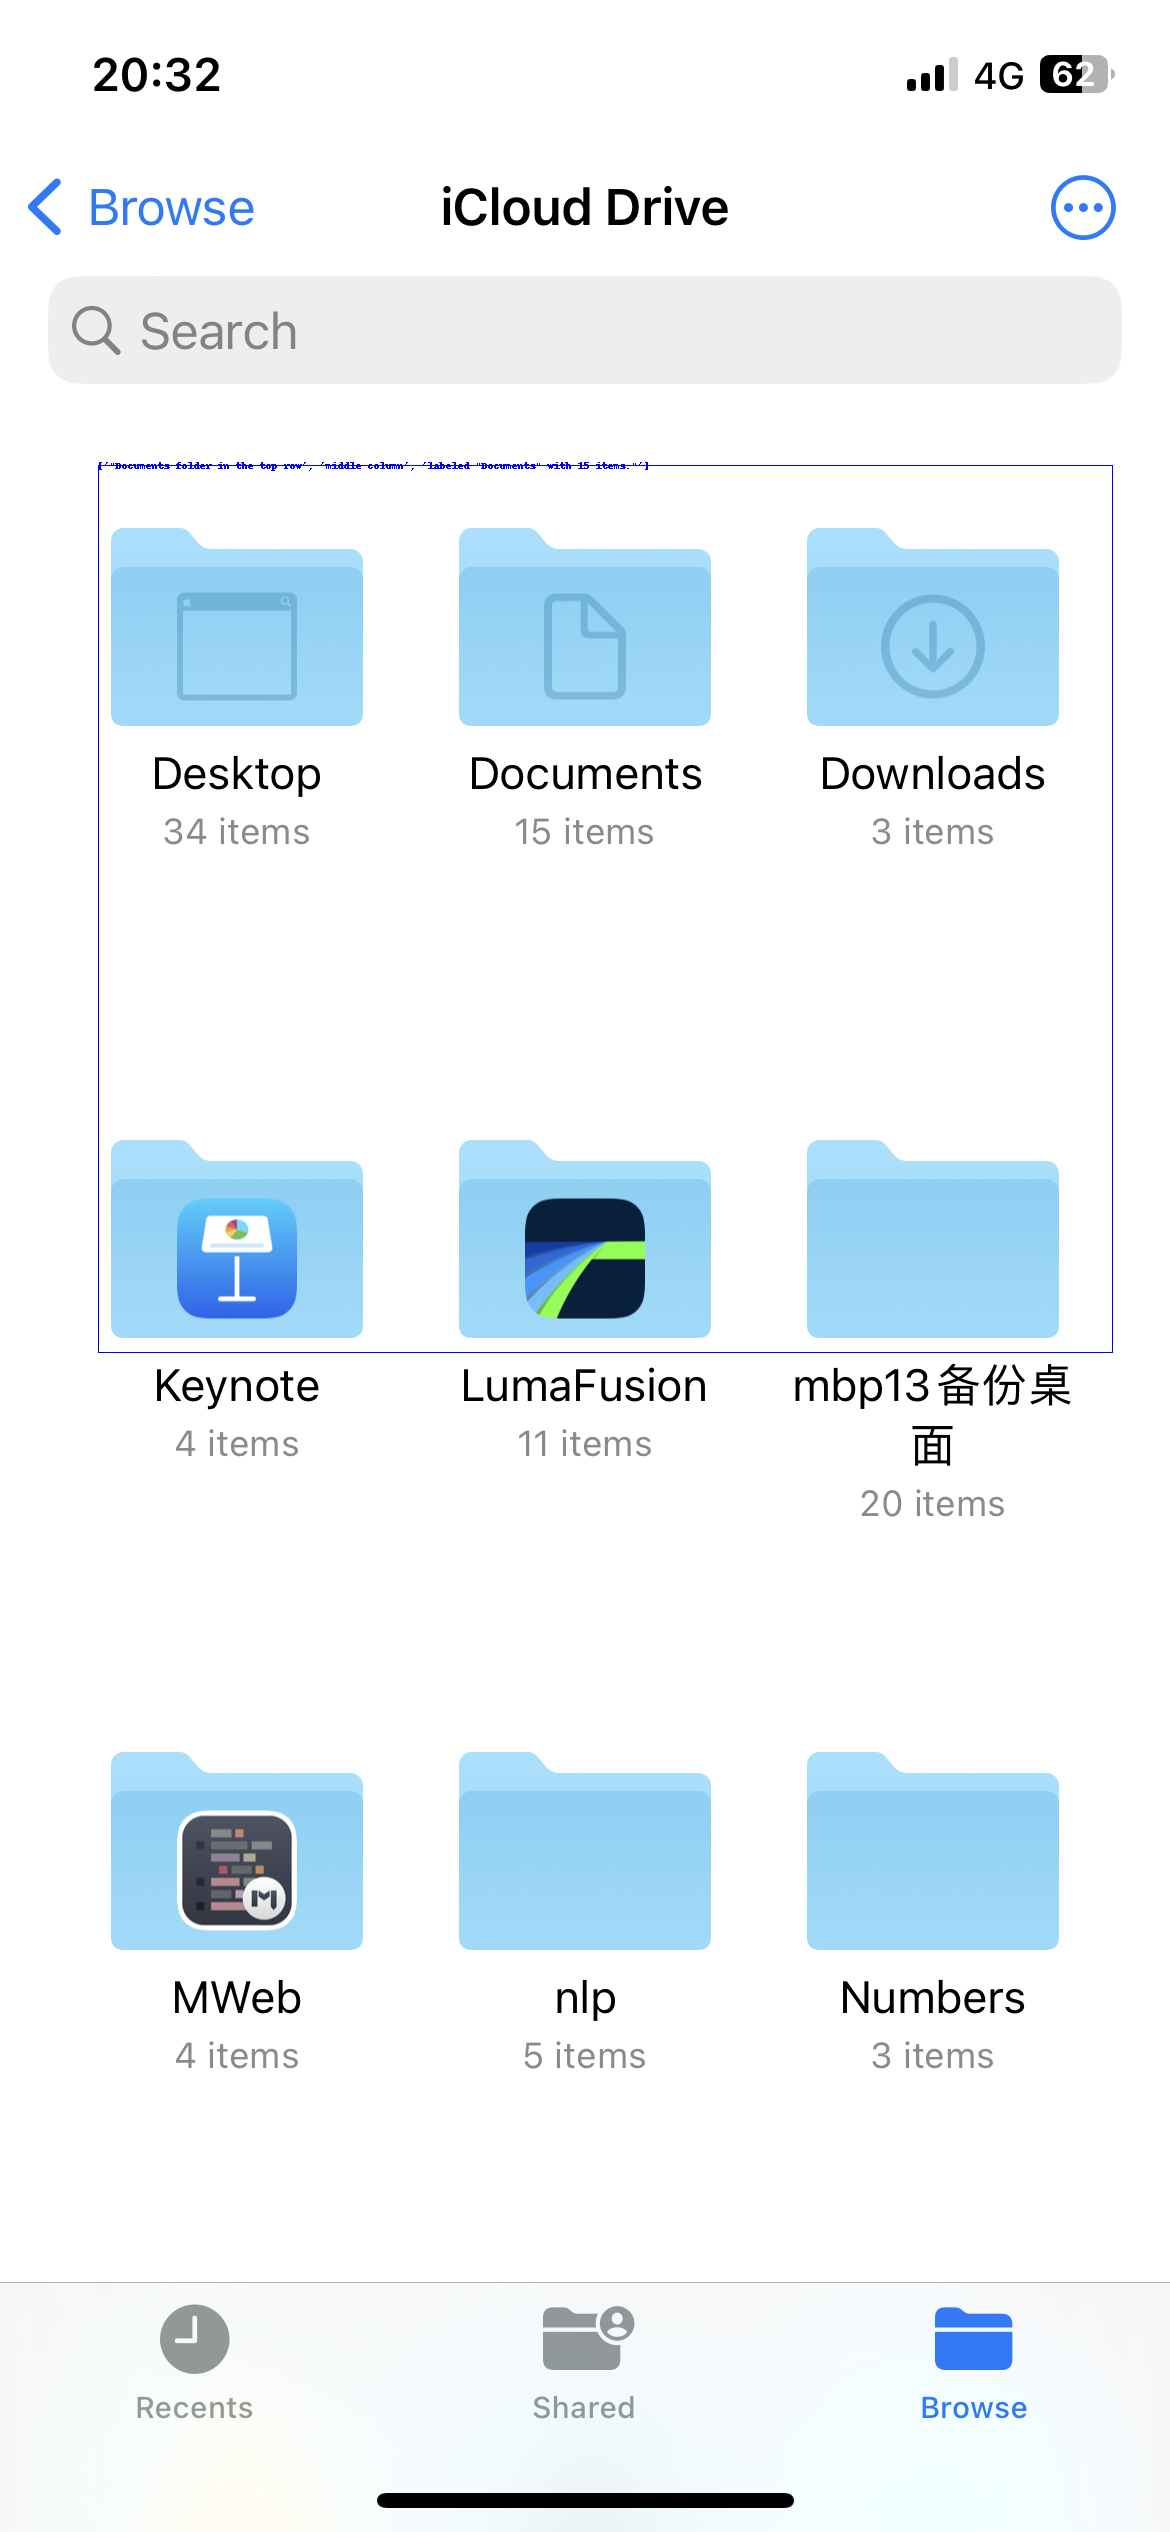 20:32
4G 62
Browse iCloud Drive
Search
['"Documents folder in the top row', 'middle column', 'labeled "Documents" with 15 items."']
Desktop Documents Downloads
34 items 15 items 3 items
Keynote LumaFusion mbp13备份桌
面
4 items 11 items
20 items
MWeb nlp Numbers
4 items 5 items 3 items
Recents Shared Browse